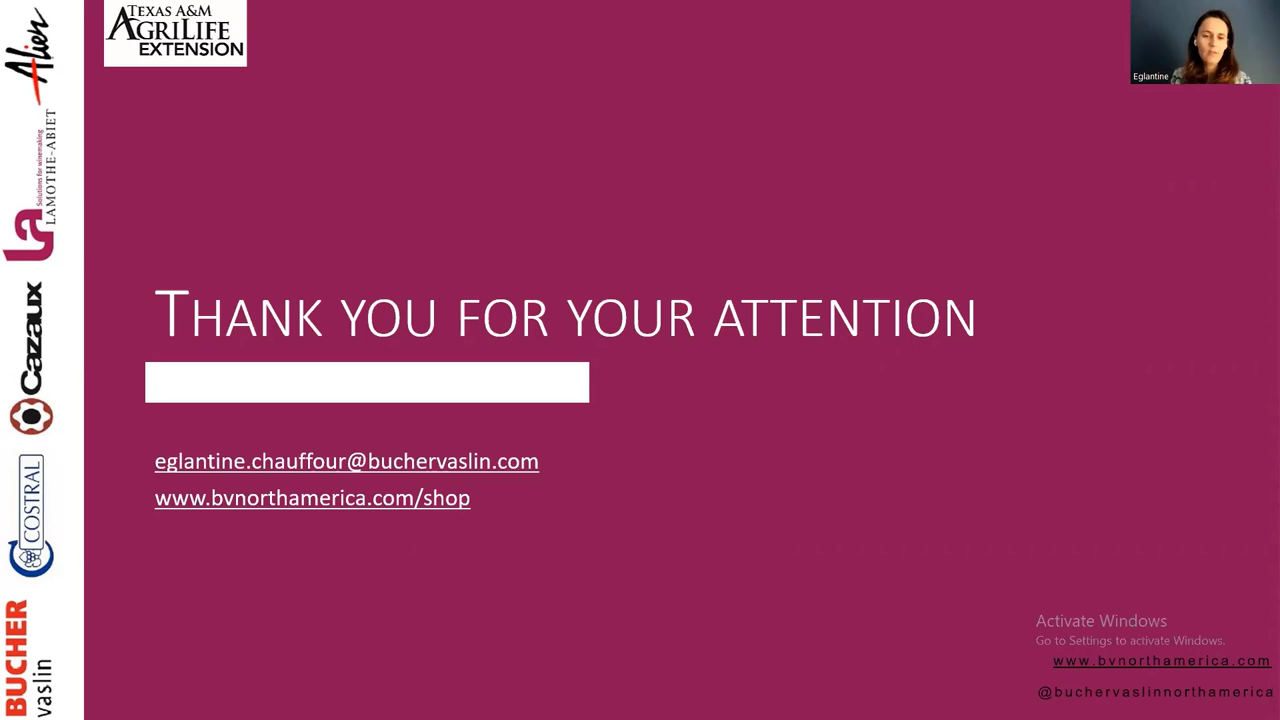 TEXAS A&M
AGRILIFE
EXTENSION
Eglantine
Alien
Solutions for winemaking
LAMOTHE-ABIET
la
Cazaux
COSTRAL
BUCHER
vaslin
THANK YOU FOR YOUR ATTENTION
eglantine.chauffour@buchervaslin.com
www.bvnorthamerica.com/shop
Activate Windows
Go to Settings to activate Windows.
www.bvnorthamerica.com
@buchervaslinnorthamerica